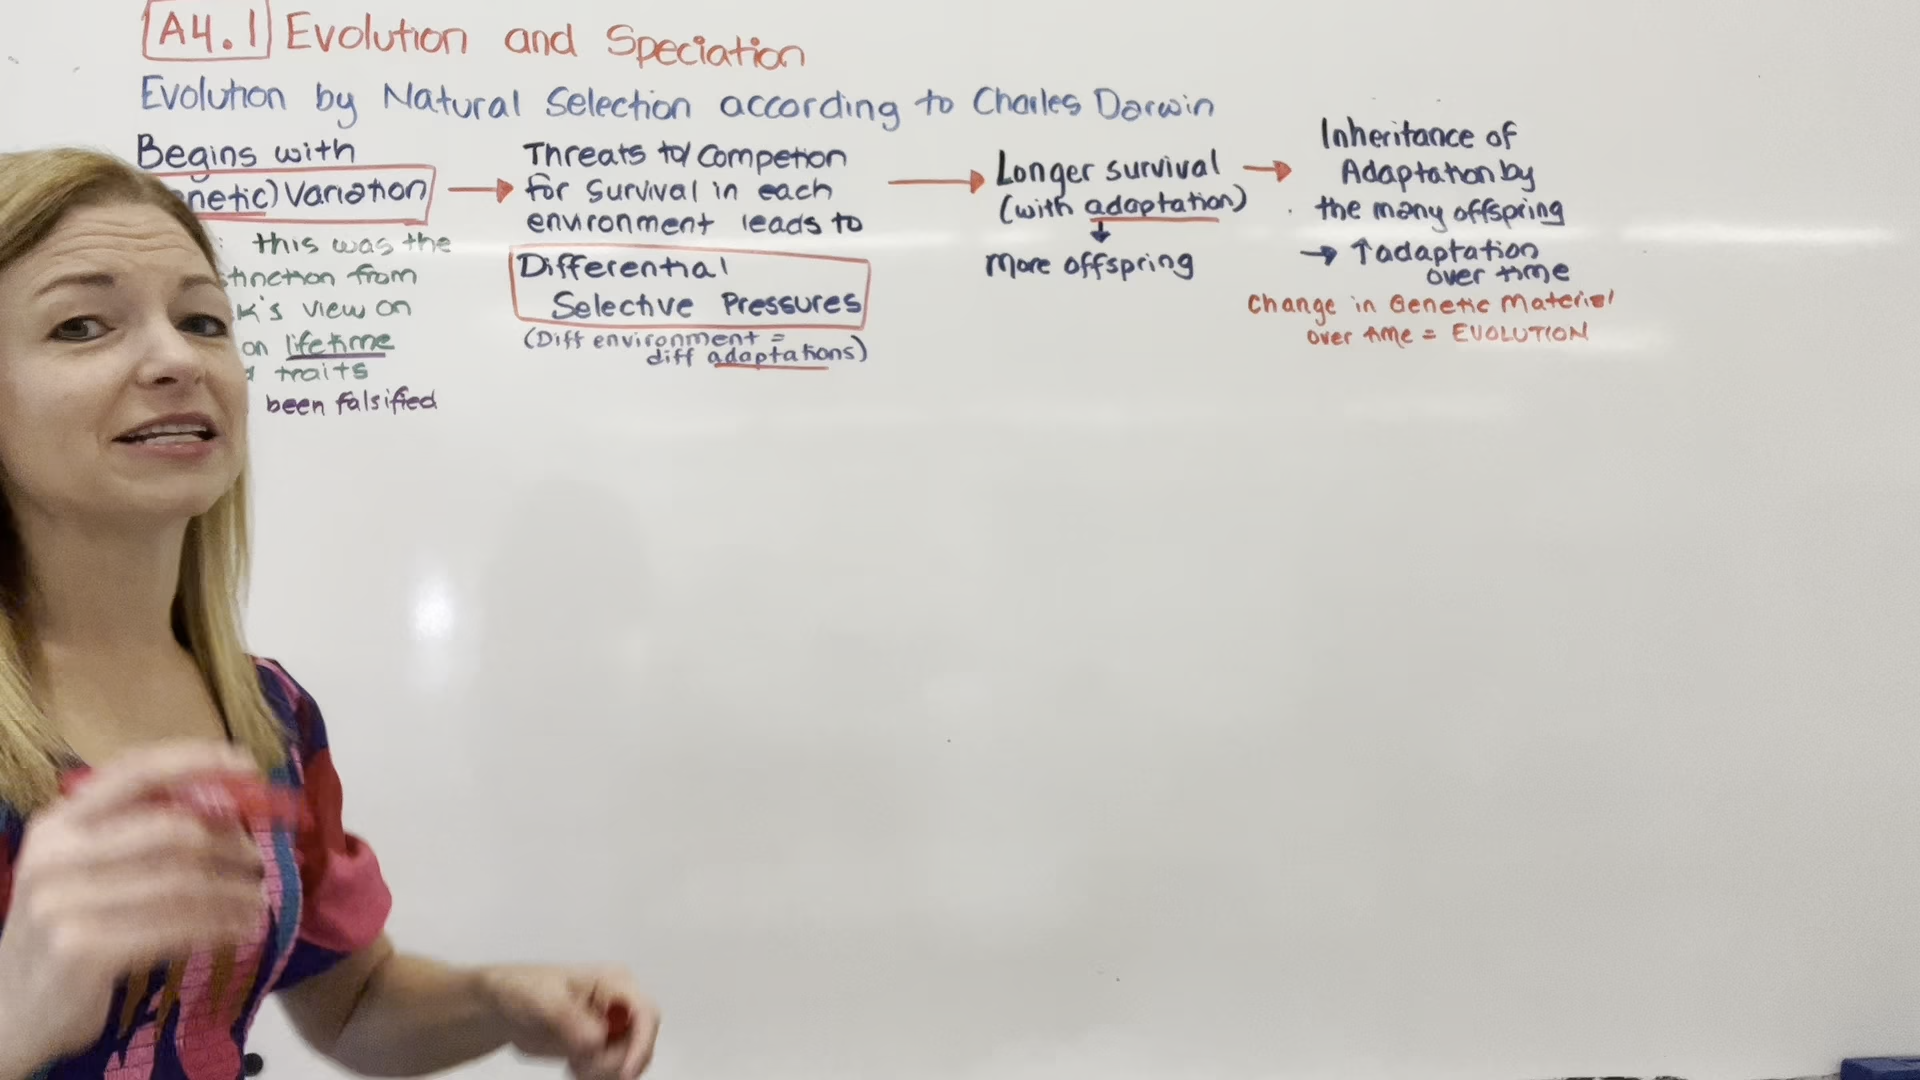 A4.1 Evolution and Speciation
Evolution by Natural Selection according to Charles Darwin
Begins with
netic) Variation
this was the
tinction from
k's view on
on lifetime
traits
been falsified
Threats to/Competion
for survival in each
environment leads to
Differential
Selective Pressures
(Diff environment =
diff adaptations)
Longer survival
(with adaptation)
↓
more offspring
Inheritance of
Adaptation by
the many offspring
→ ↑adaptation
over time
Change in Genetic Material
over time = EVOLUTION